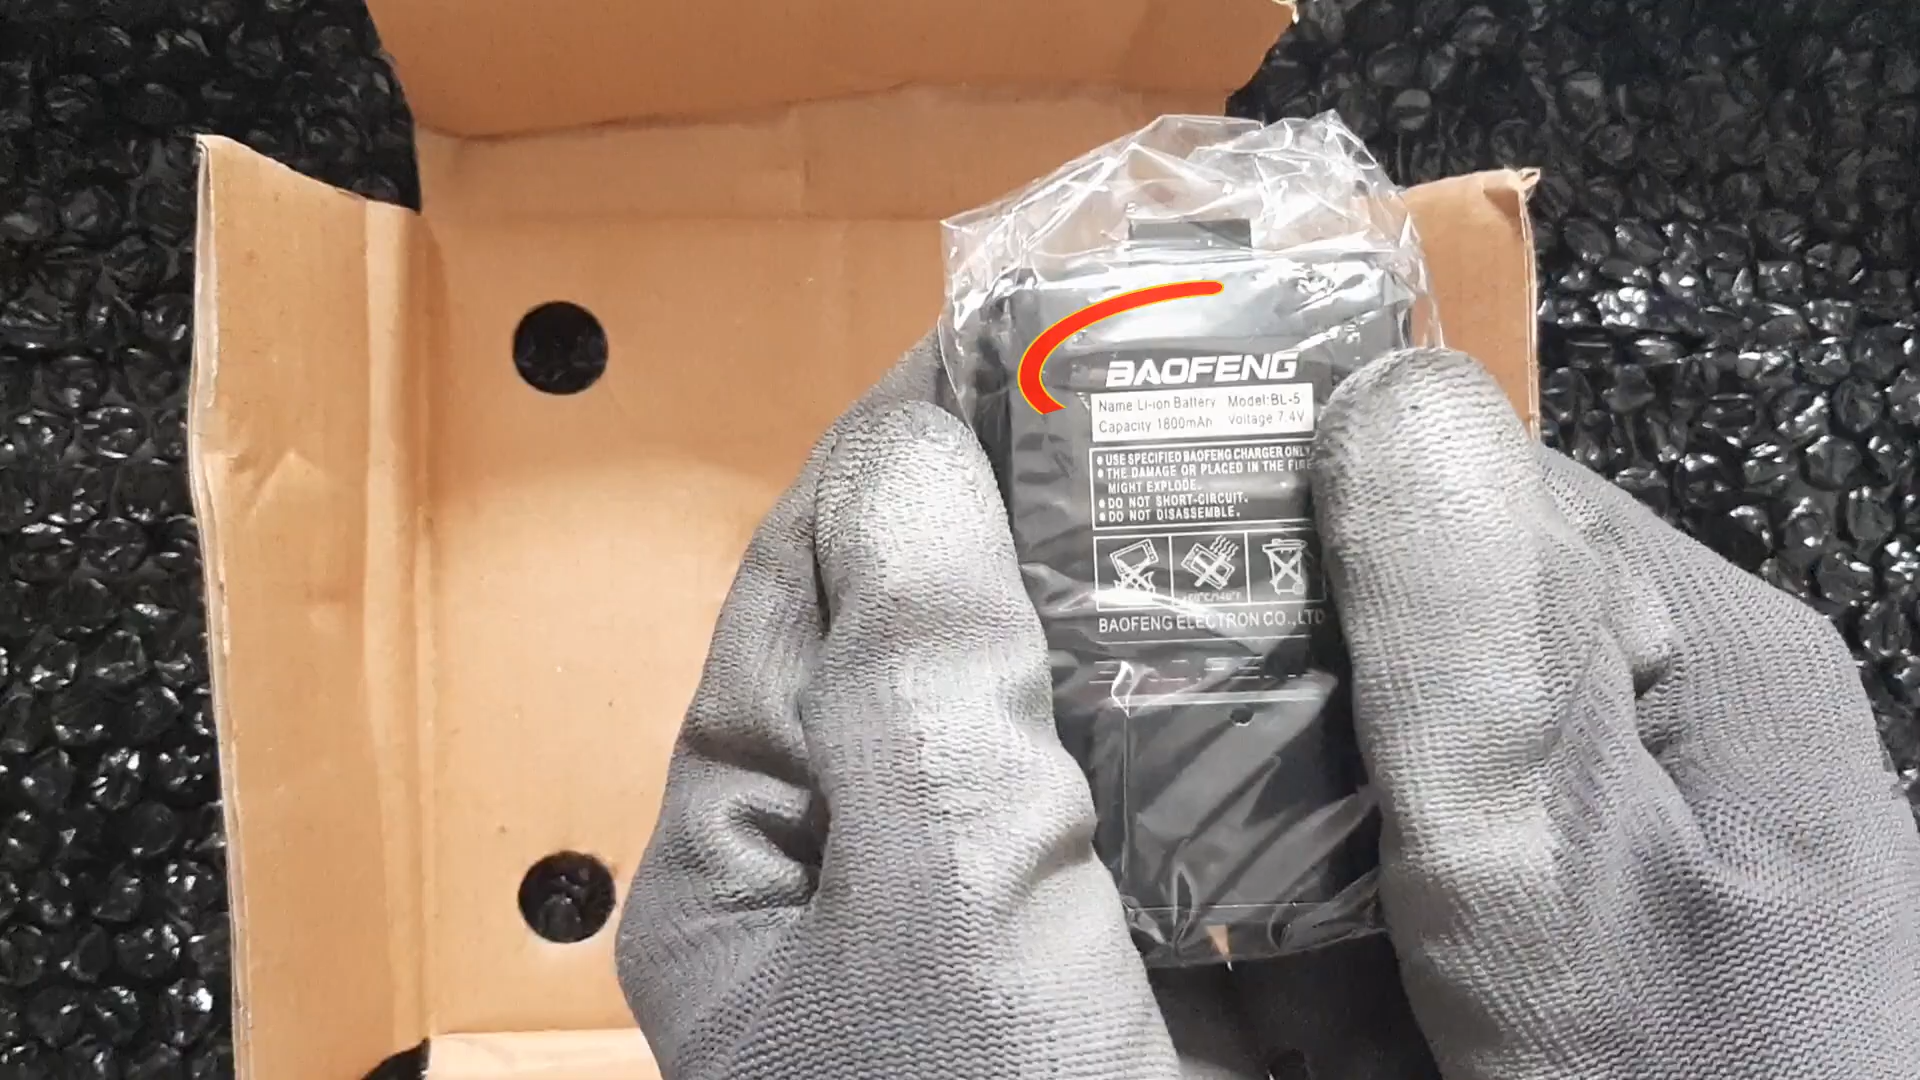 BAOFENG
Name Li-ion Battery Model:BL-5
Capacity 1800mAh Voltage 7.4V
USE SPECIFIED BAOFENG CHARGER ONLY
THE DAMAGE OR PLACED IN THE FIRE
MIGHT EXPLODE.
DO NOT SHORT-CIRCUIT.
DO NOT DISASSEMBLE.
BAOFENG ELECTRON CO.,LTD